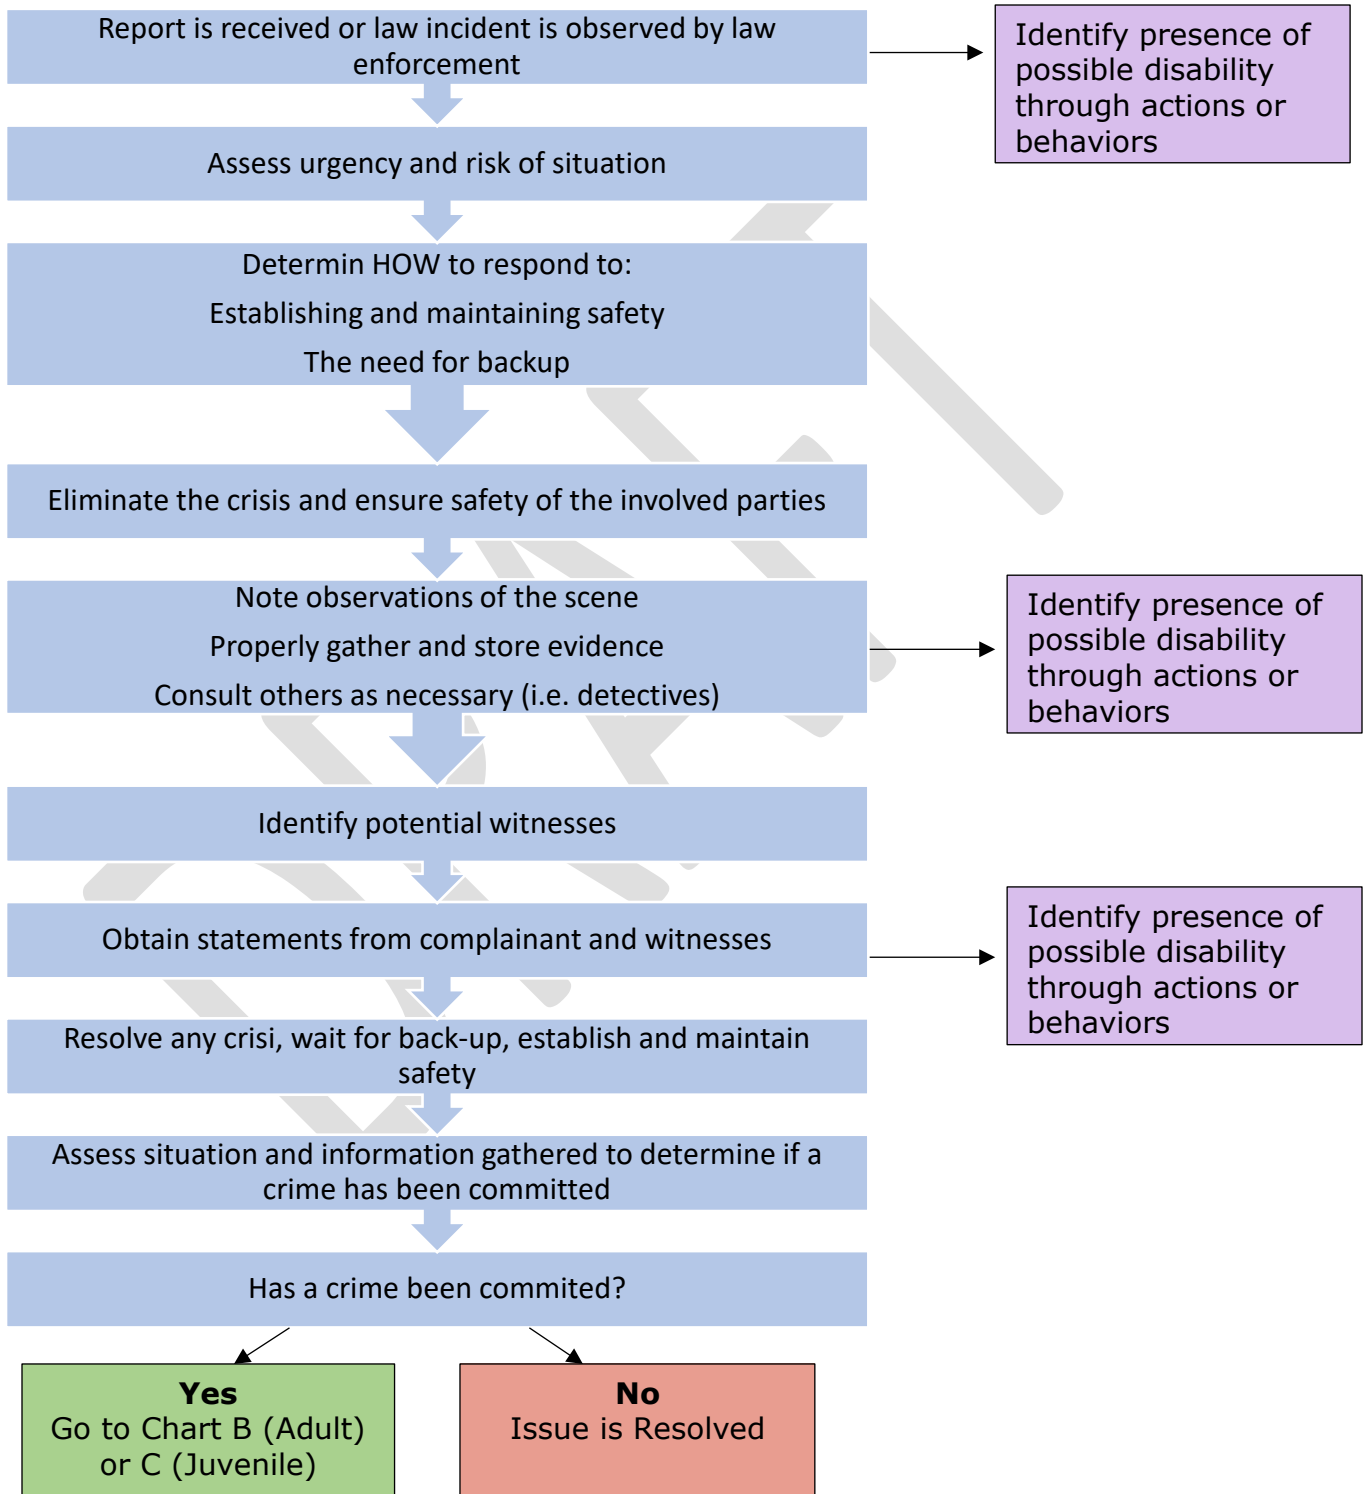 Report is received or law incident is observed by law
enforcement
Identify presence of
possible disability
through actions or
behaviors
Assess urgency and risk of situation
Determin HOW to respond to:
Establishing and maintaining safety
The need for backup
Eliminate the crisis and ensure safety of the involved parties
Note observations of the scene
Properly gather and store evidence
Consult others as necessary (i.e. detectives)
Identify presence of
possible disability
through actions or
behaviors
Identify potential witnesses
Obtain statements from complainant and witnesses
Identify presence of
possible disability
through actions or
behaviors
Resolve any crisi, wait for back-up, establish and maintain
safety
Assess situation and information gathered to determine if a
crime has been committed
Has a crime been commited?
Yes
Go to Chart B (Adult)
or C (Juvenile)
No
Issue is Resolved
DRAFT